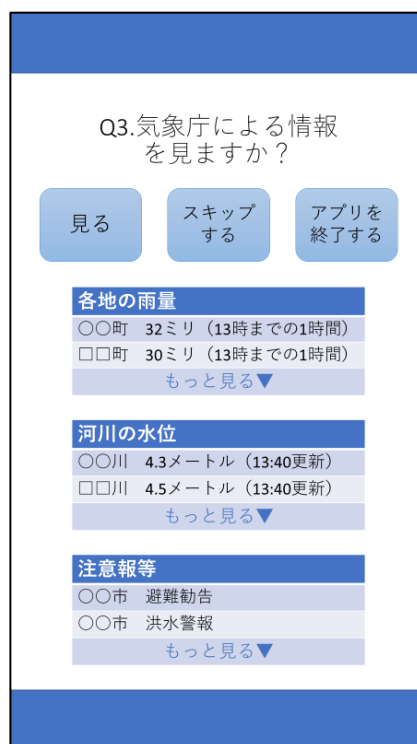 Q3.気象庁による情報
を見ますか？
見る
スキップ
する
アプリを
終了する
各地の雨量
○○町 32ミリ（13時までの1時間）
□□町 30ミリ（13時までの1時間）
もっと見る▼
河川の水位
○○川 4.3メートル（13:40更新）
□□川 4.5メートル（13:40更新）
もっと見る▼
注意報等
○○市 避難勧告
○○市 洪水警報
もっと見る▼